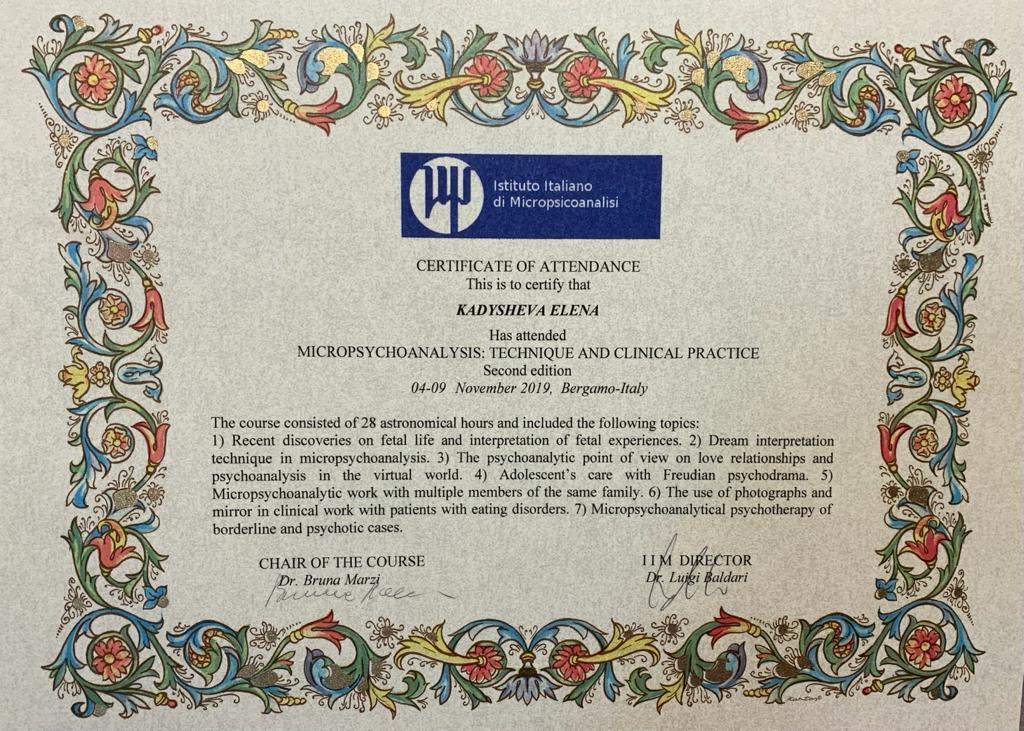 Istituto Italiano
di Micropsicoanalisi
CERTIFICATE OF ATTENDANCE
This is to certify that
KADYSHEVA ELENA
Has attended
MICROPSYCHOANALYSIS: TECHNIQUE AND CLINICAL PRACTICE
Second edition
04-09 November 2019, Bergamo-Italy
The course consisted of 28 astronomical hours and included the following topics:
1) Recent discoveries on fetal life and interpretation of fetal experiences. 2) Dream interpretation
technique in micropsychoanalysis. 3) The psychoanalytic point of view on love relationships and
psychoanalysis in the virtual world. 4) Adolescent's care with Freudian psychodrama. 5)
Micropsychoanalytic work with multiple members of the same family. 6) The use of photographs and
mirror in clinical work with patients with eating disorders. 7) Micropsychoanalytical psychotherapy of
borderline and psychotic cases.
CHAIR OF THE COURSE
Dr. Bruna Marzi
I I M DIRECTOR
Dr. Luigi Baldari